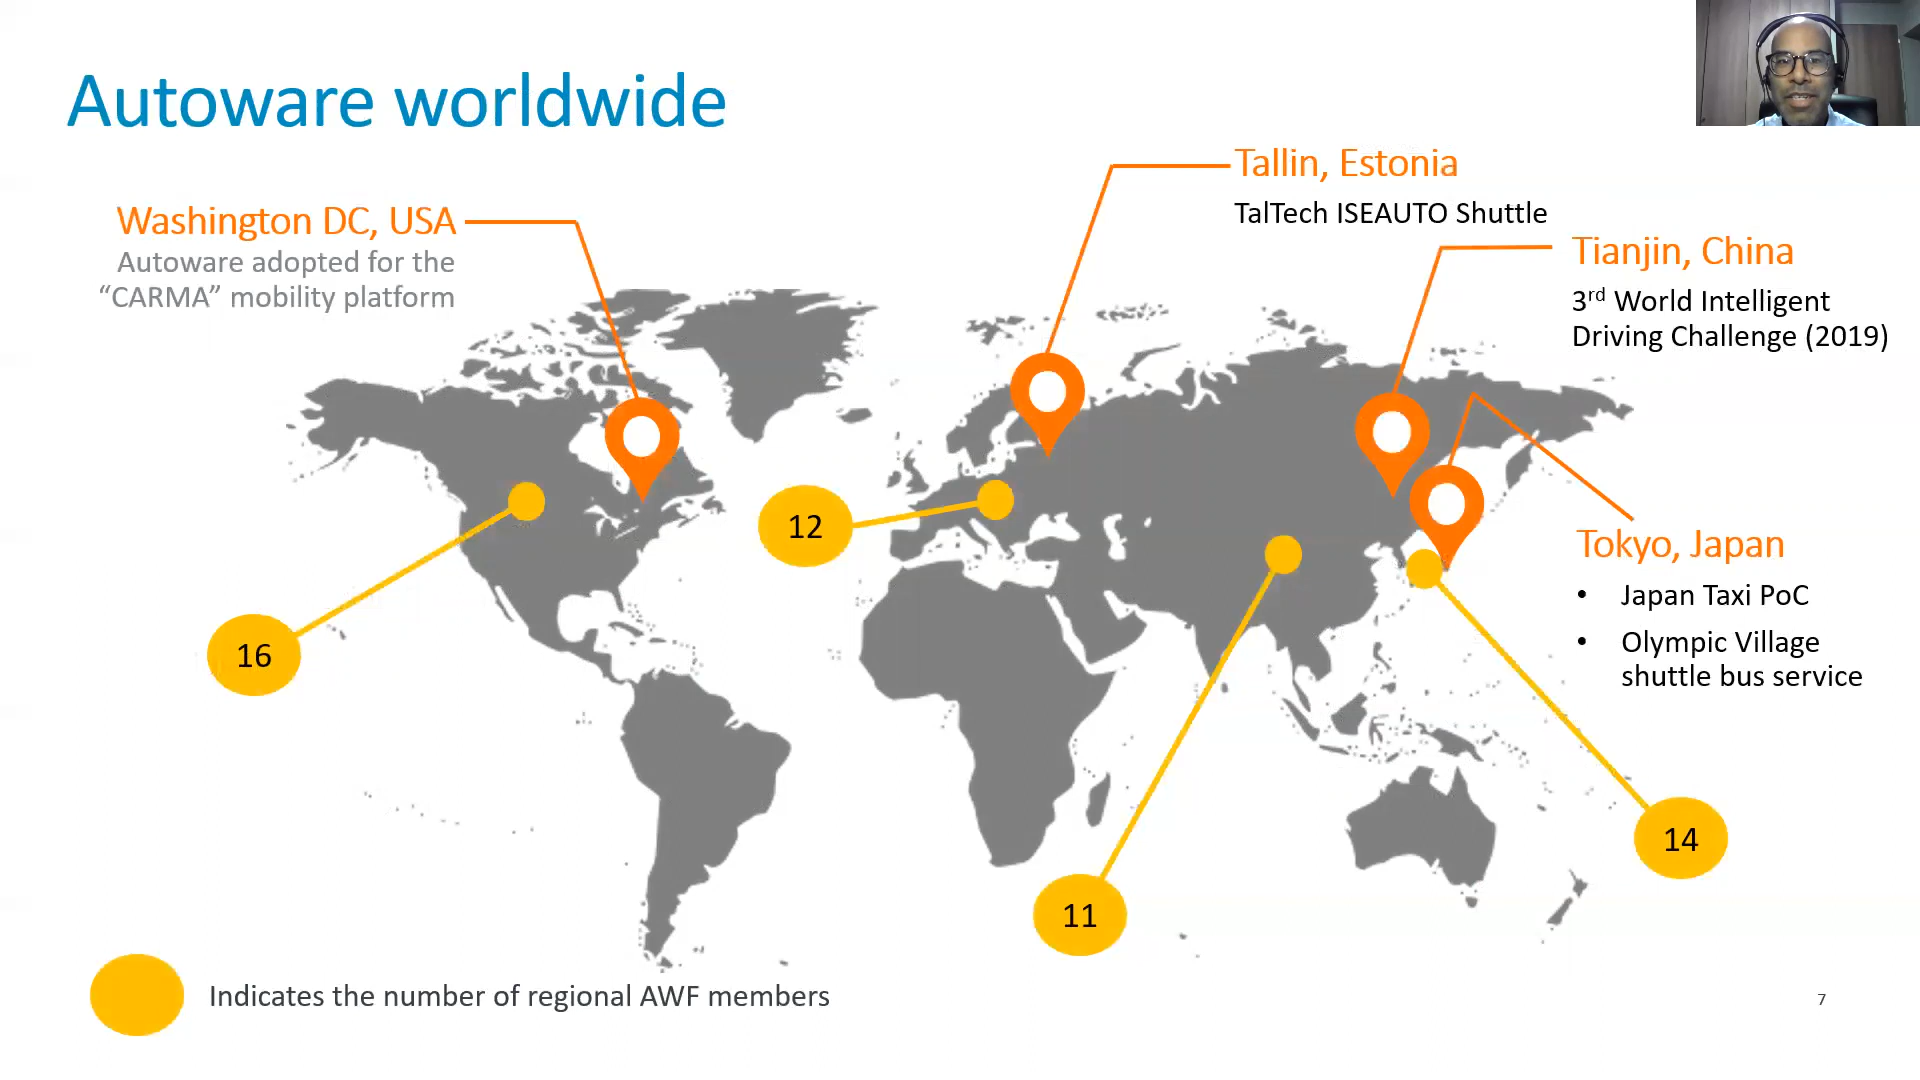 Autoware worldwide
Washington DC, USA
Autoware adopted for the
“CARMA” mobility platform
Tallin, Estonia
TalTech ISEAUTO Shuttle
Tianjin, China
3rd World Intelligent
Driving Challenge (2019)
Tokyo, Japan
• Japan Taxi PoC
• Olympic Village
shuttle bus service
12
16
14
11
Indicates the number of regional AWF members
7